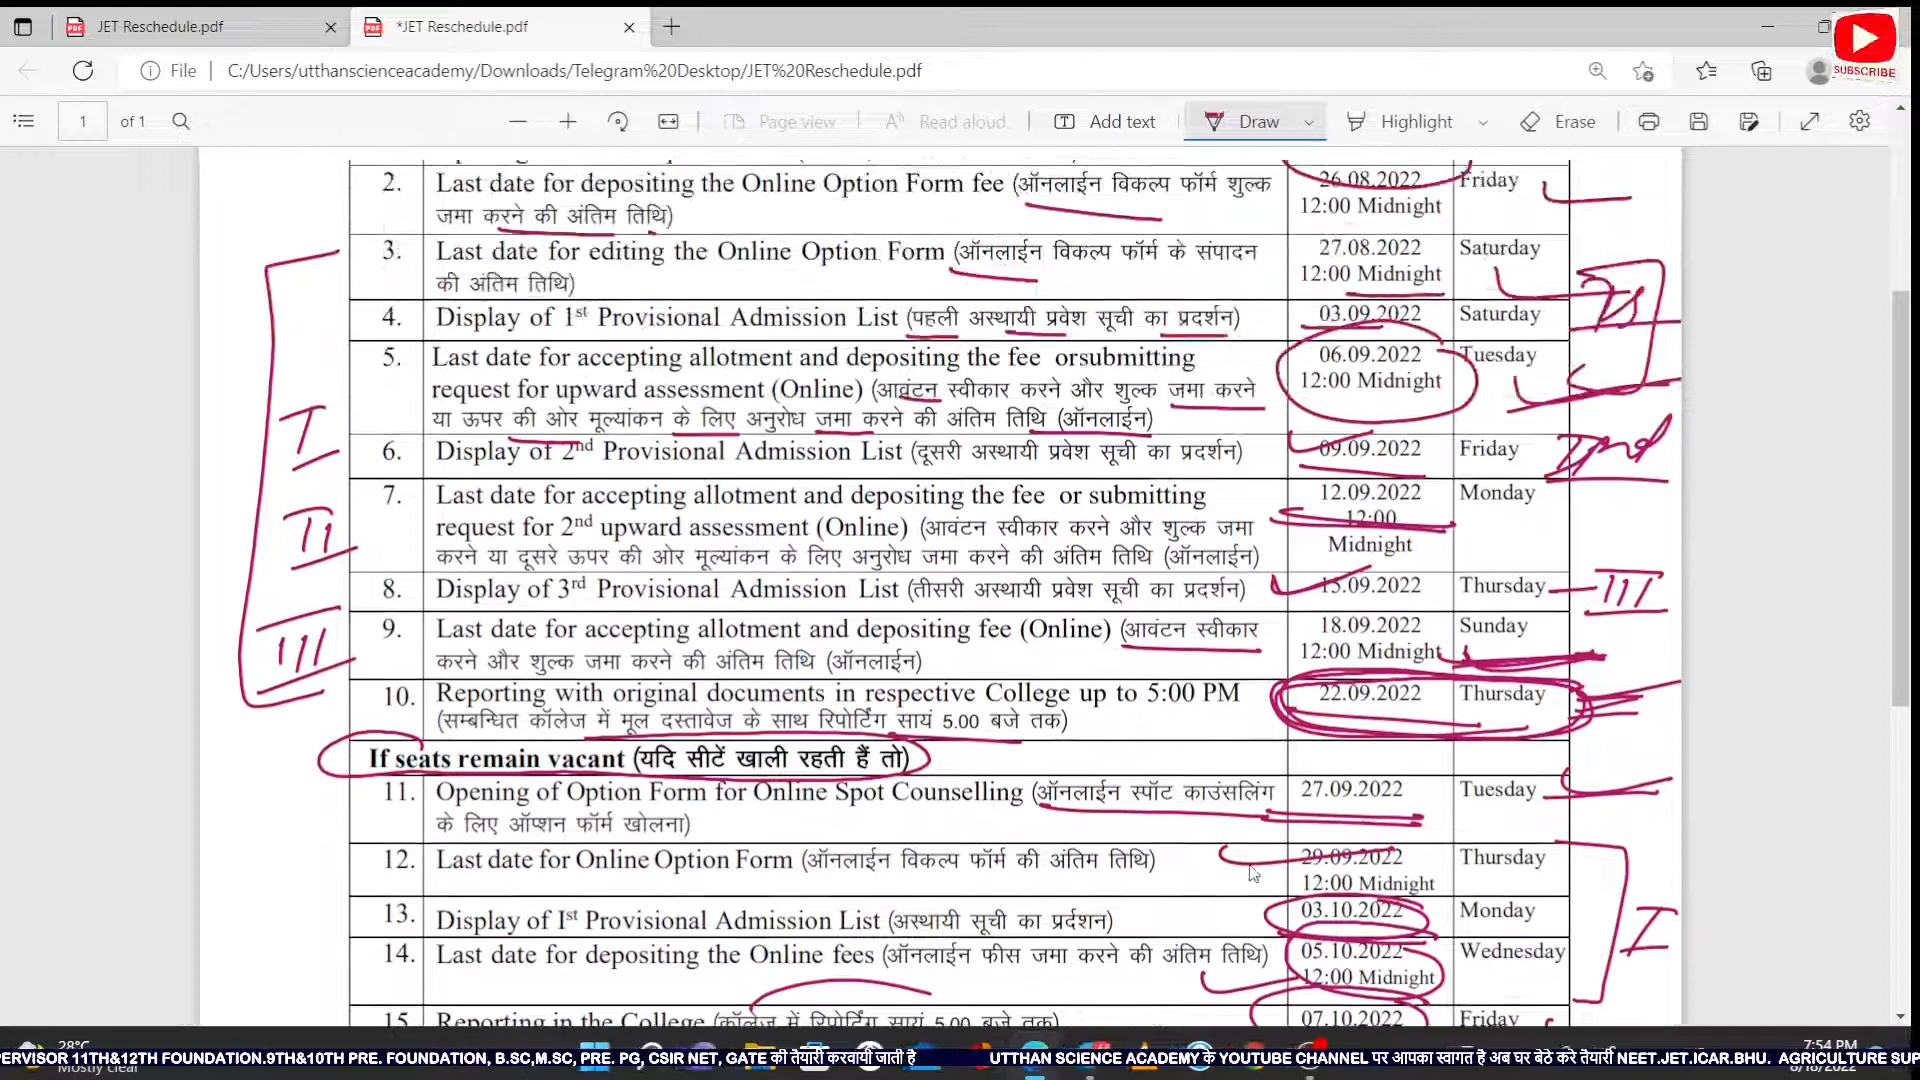 JET Reschedule.pdf
*JET Reschedule.pdf
SUBSCRIBE
File
C:/Users/utthanscienceacademy/Downloads/Telegram%20Desktop/JET%20Reschedule.pdf
1 of 1
Page view
Read aloud
Add text
Draw
Highlight
Erase
2. Last date for depositing the Online Option Form fee (ऑनलाईन विकल्प फॉर्म शुल्क 26.08.2022 Friday
जमा करने की अंतिम तिथि) 12:00 Midnight
3. Last date for editing the Online Option Form (ऑनलाईन विकल्प फॉर्म के संपादन 27.08.2022 Saturday
की अंतिम तिथि) 12:00 Midnight
4. Display of 1st Provisional Admission List (पहली अस्थायी प्रवेश सूची का प्रदर्शन) 03.09.2022 Saturday
5. Last date for accepting allotment and depositing the fee orsubmitting 06.09.2022 Tuesday
request for upward assessment (Online) (आवंटन स्वीकार करने और शुल्क जमा करने 12:00 Midnight
या ऊपर की ओर मूल्यांकन के लिए अनुरोध जमा करने की अंतिम तिथि (ऑनलाईन)
6. Display of 2nd Provisional Admission List (दूसरी अस्थायी प्रवेश सूची का प्रदर्शन) 09.09.2022 Friday
IInd
7. Last date for accepting allotment and depositing the fee or submitting 12.09.2022 Monday
request for 2nd upward assessment (Online) (आवंटन स्वीकार करने और शुल्क जमा 12:00
करने या दूसरे ऊपर की ओर मूल्यांकन के लिए अनुरोध जमा करने की अंतिम तिथि (ऑनलाईन) Midnight
8. Display of 3rd Provisional Admission List (तीसरी अस्थायी प्रवेश सूची का प्रदर्शन) 15.09.2022 Thursday
III
9. Last date for accepting allotment and depositing fee (Online) (आवंटन स्वीकार 18.09.2022 Sunday
करने और शुल्क जमा करने की अंतिम तिथि (ऑनलाईन) 12:00 Midnight
10. Reporting with original documents in respective College up to 5:00 PM 22.09.2022 Thursday
(सम्बन्धित कॉलेज में मूल दस्तावेज के साथ रिपोर्टिंग सायं 5.00 बजे तक)
I
II
III
If seats remain vacant (यदि सीटें खाली रहती हैं तो)
11. Opening of Option Form for Online Spot Counselling (ऑनलाईन स्पॉट काउंसलिंग 27.09.2022 Tuesday
के लिए ऑप्शन फॉर्म खोलना)
12. Last date for Online Option Form (ऑनलाईन विकल्प फॉर्म की अंतिम तिथि) 29.09.2022 Thursday
12:00 Midnight
13. Display of Ist Provisional Admission List (अस्थायी सूची का प्रर्दशन) 03.10.2022 Monday
14. Last date for depositing the Online fees (ऑनलाईन फीस जमा करने की अंतिम तिथि) 05.10.2022 Wednesday
12:00 Midnight
I
15 Reporting in the College (कॉलेज में रिपोर्टिंग सायं 5.00 बजे तक) 07.10.2022 Friday
28°C
Mostly clear
PERVISOR 11TH&12TH FOUNDATION.9TH&10TH PRE. FOUNDATION, B.SC,M.SC, PRE. PG, CSIR NET, GATE की तैयारी करवायी जाती है
UTTHAN SCIENCE ACADEMY के YOUTUBE CHANNEL पर आपका स्वागत है अब घर बेठे करे तैयारी NEET.JET.ICAR.BHU. AGRICULTURE SUP
7:54 PM
8/18/2022